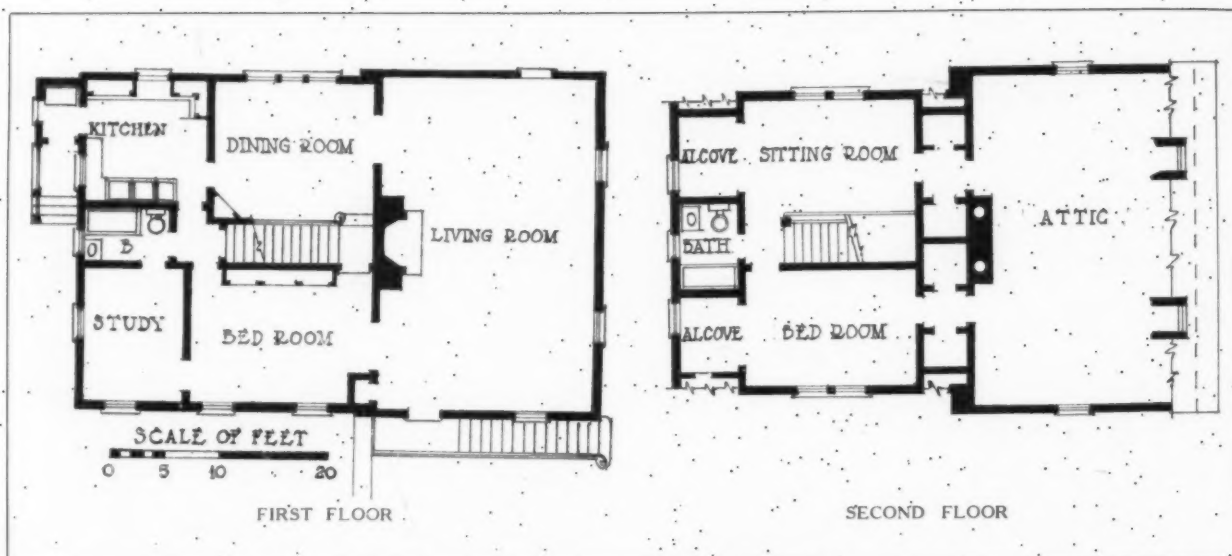 KITCHEN
DINING ROOM
LIVING ROOM
B
STUDY
BED ROOM
SCALE OF FEET
0 5 10 20
FIRST FLOOR
ALCOVE
SITTING ROOM
BATH
ATTIC
ALCOVE
BED ROOM
SECOND FLOOR